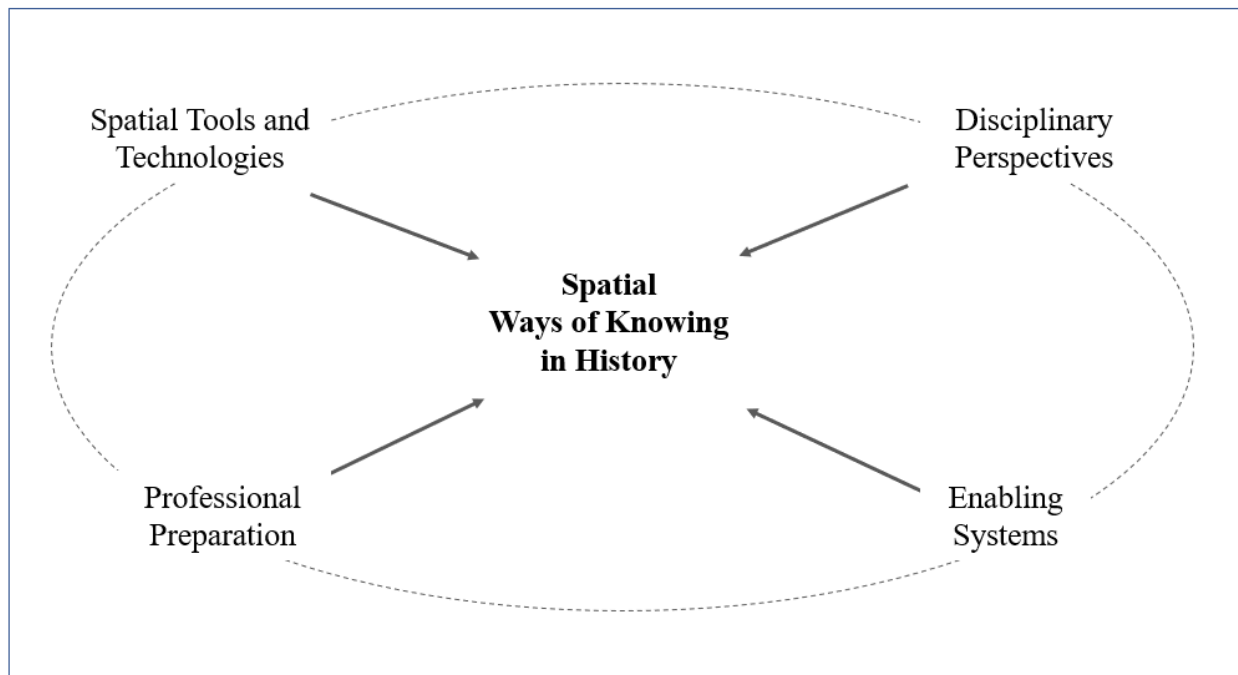 Spatial Tools and
Technologies
Disciplinary
Perspectives
Spatial
Ways of Knowing
in History
Professional
Preparation
Enabling
Systems